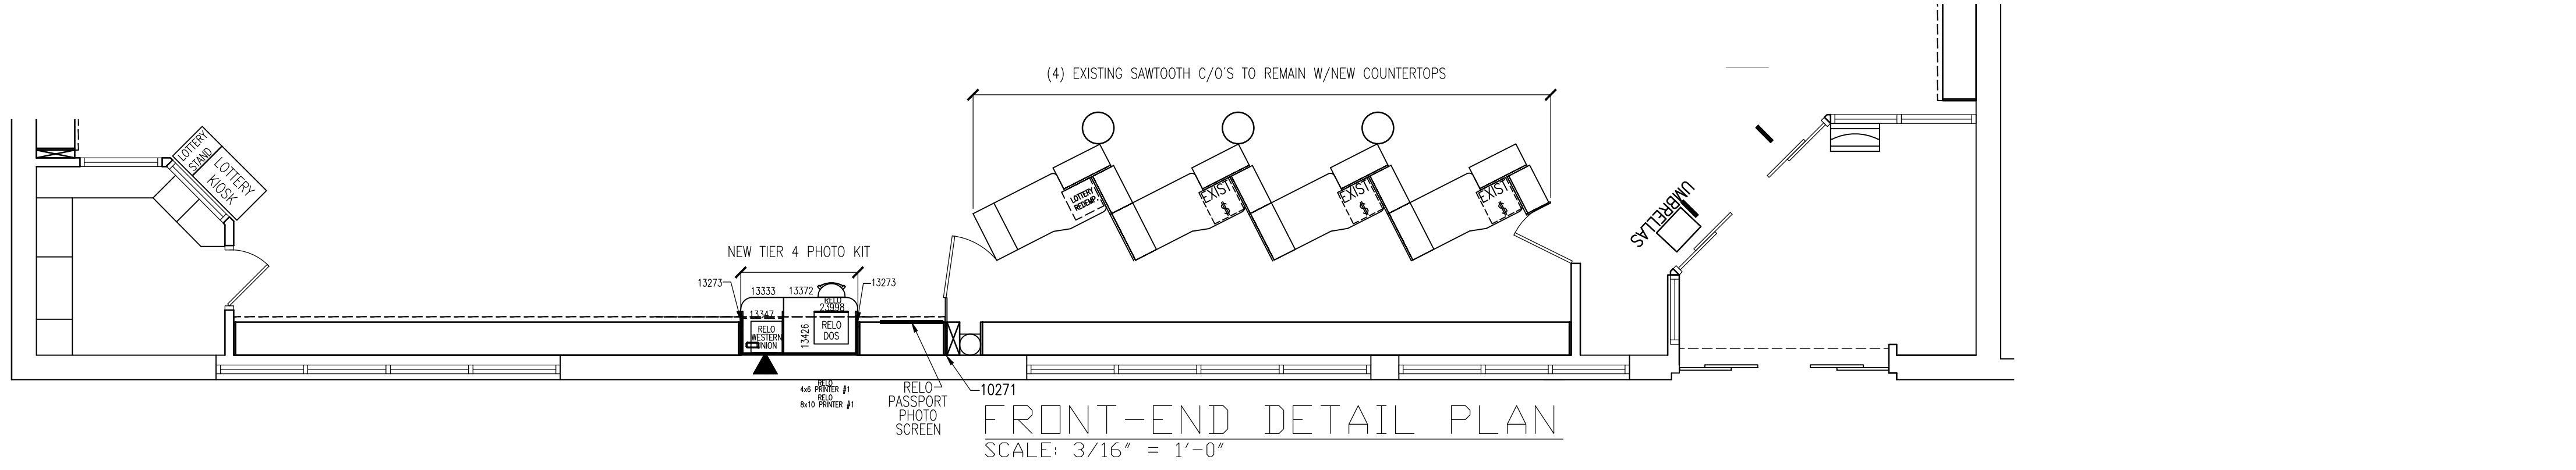 (4) EXISTING SAWTOOTH C/O'S TO REMAIN W/NEW COUNTERTOPS
LOTTERY
STAND
LOTTERY
KIOSK
LOTTERY
REDEMP.
EXIST.
$
EXIST.
$
EXIST.
$
UMBRELLAS
NEW TIER 4 PHOTO KIT
13273
13333
13372
13273
RELO
23998
13347
RELO
WESTERN
UNION
13426
RELO
DOS
RELO
4x6 PRINTER #1
RELO
8x10 PRINTER #1
RELO
PASSPORT
PHOTO
SCREEN
10271
FRONT-END DETAIL PLAN
SCALE: 3/16" = 1'-0"